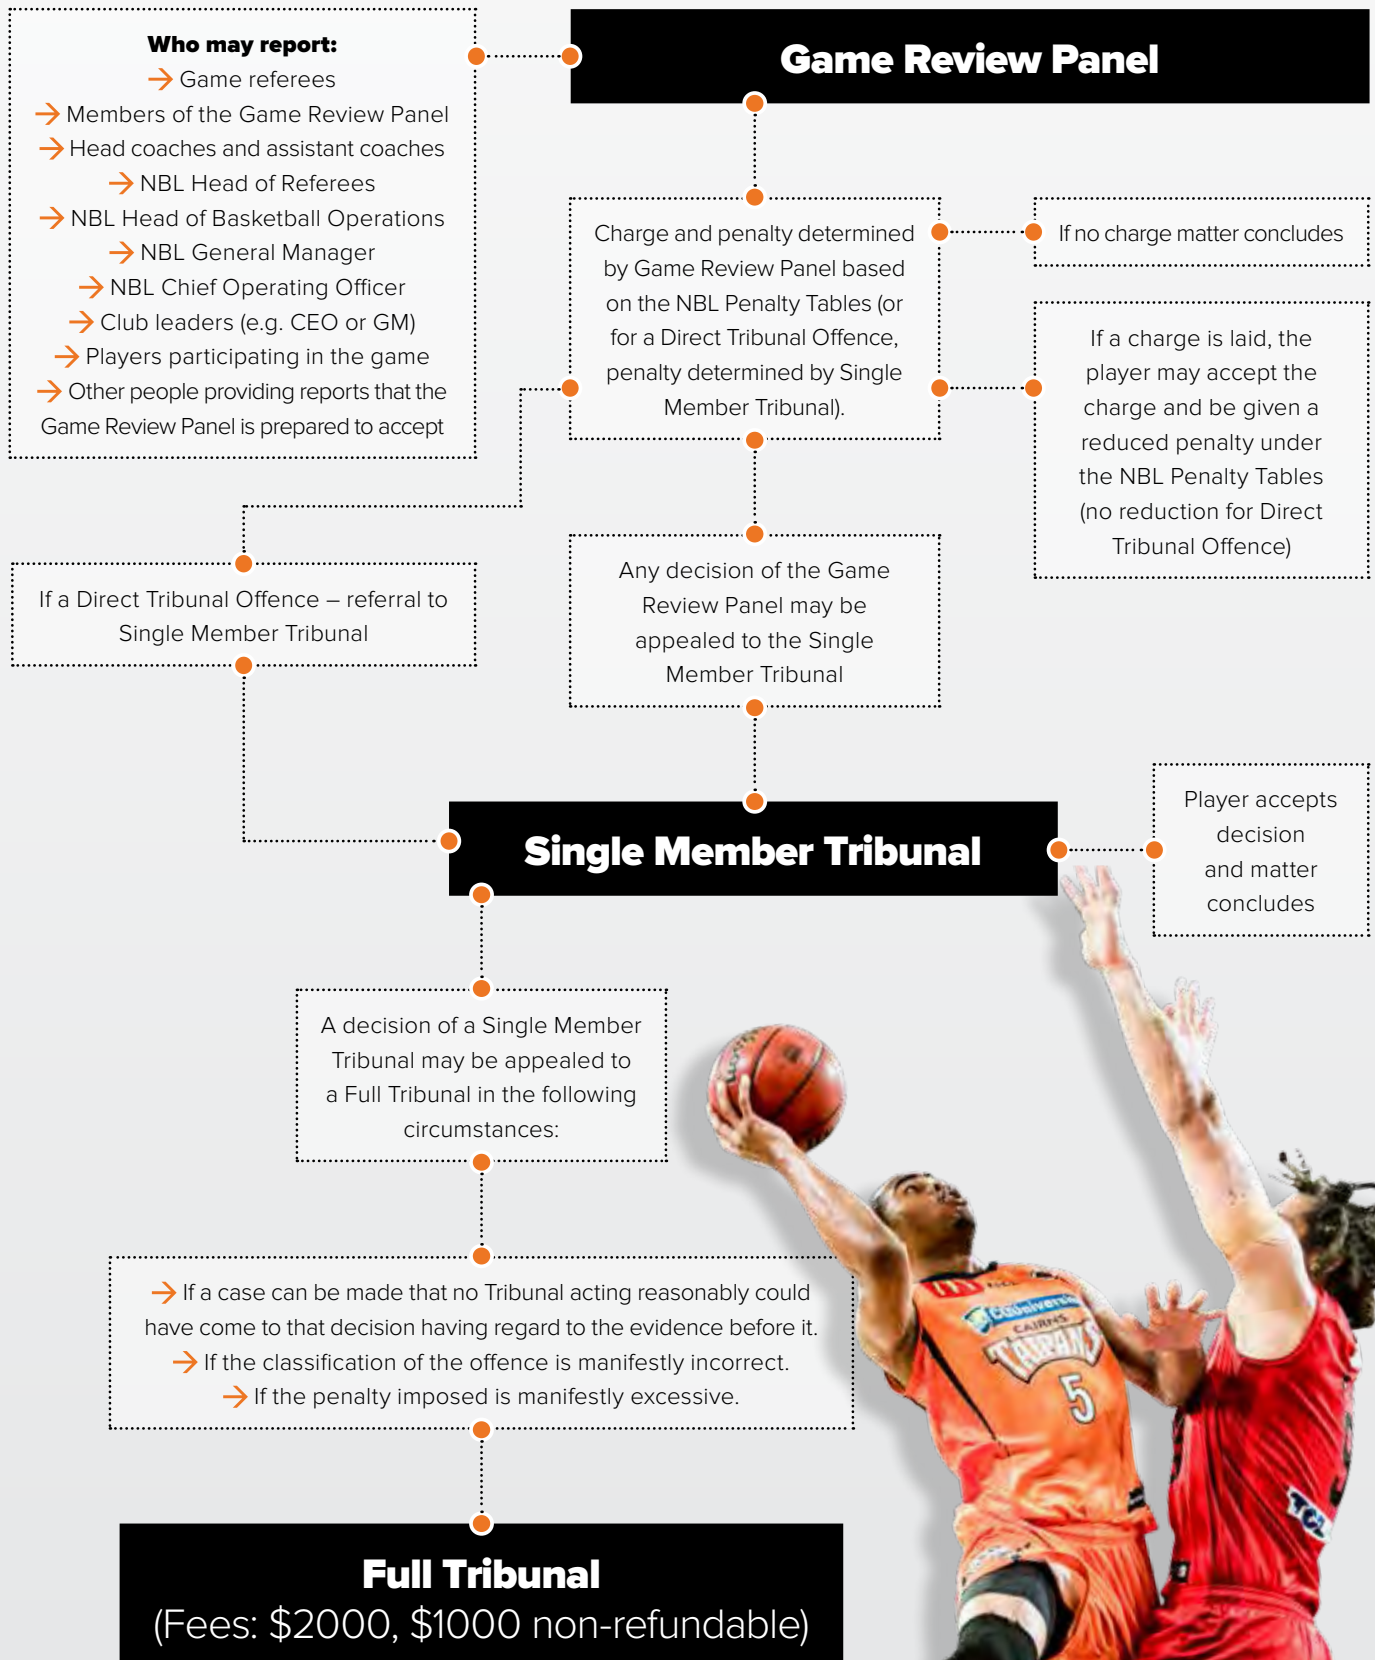 Who may report:
→ Game referees
→ Members of the Game Review Panel
→ Head coaches and assistant coaches
→ NBL Head of Referees
→ NBL Head of Basketball Operations
→ NBL General Manager
→ NBL Chief Operating Officer
→ Club leaders (e.g. CEO or GM)
→ Players participating in the game
→ Other people providing reports that the
Game Review Panel is prepared to accept
Game Review Panel
Charge and penalty determined
by Game Review Panel based
on the NBL Penalty Tables (or
for a Direct Tribunal Offence,
penalty determined by Single
Member Tribunal).
If no charge matter concludes
If a charge is laid, the
player may accept the
charge and be given a
reduced penalty under
the NBL Penalty Tables
(no reduction for Direct
Tribunal Offence)
If a Direct Tribunal Offence – referral to
Single Member Tribunal
Any decision of the Game
Review Panel may be
appealed to the Single
Member Tribunal
Single Member Tribunal
Player accepts
decision
and matter
concludes
A decision of a Single Member
Tribunal may be appealed to
a Full Tribunal in the following
circumstances:
→ If a case can be made that no Tribunal acting reasonably could
have come to that decision having regard to the evidence before it.
→ If the classification of the offence is manifestly incorrect.
→ If the penalty imposed is manifestly excessive.
Full Tribunal
(Fees: $2000, $1000 non-refundable)
CAIRNS
TAIPANS
5
TCL